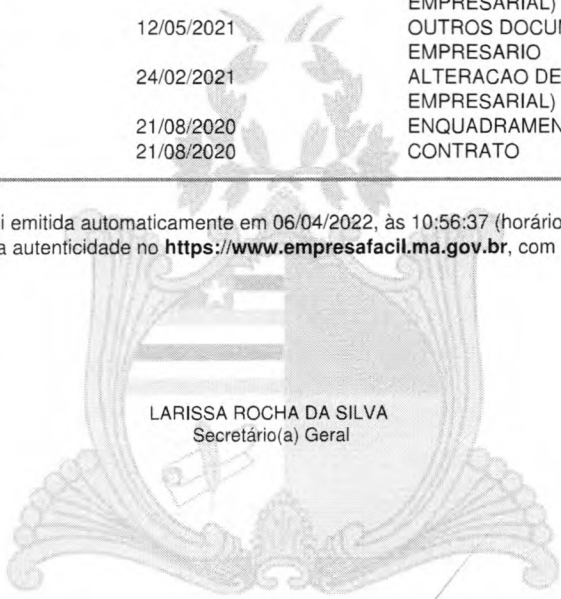 EMPRESARIAL)
12/05/2021 OUTROS DOCUM
EMPRESARIO
24/02/2021 ALTERACAO DE
EMPRESARIAL)
21/08/2020 ENQUADRAMEN
21/08/2020 CONTRATO
i emitida automaticamente em 06/04/2022, às 10:56:37 (horário
a autenticidade no https://www.empresafacil.ma.gov.br, com
LARISSA ROCHA DA SILVA
Secretário(a) Geral